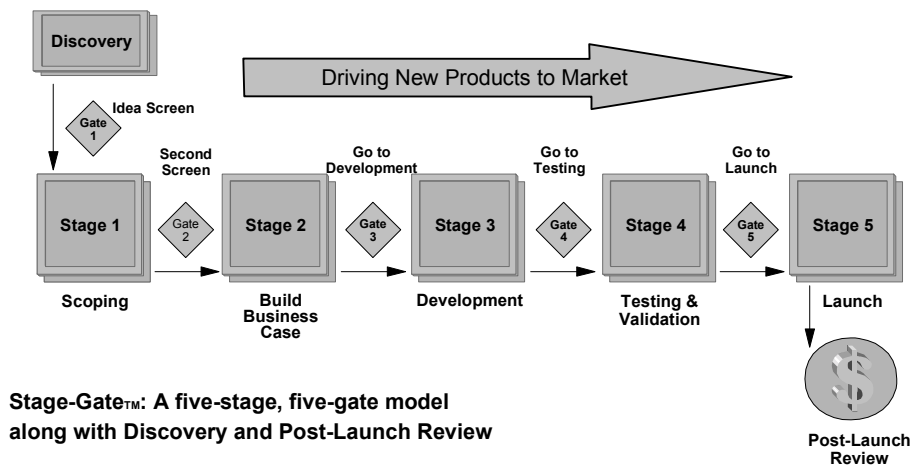 Discovery
Driving New Products to Market
Idea Screen
Gate
1
Second
Screen
Go to
Development
Go to
Testing
Go to
Launch
Stage 1
Gate
2
Stage 2
Gate
3
Stage 3
Gate
4
Stage 4
Gate
5
Stage 5
Scoping
Build
Business
Case
Development
Testing &
Validation
Launch
$
Stage-Gate™: A five-stage, five-gate model
along with Discovery and Post-Launch Review
Post-Launch
Review